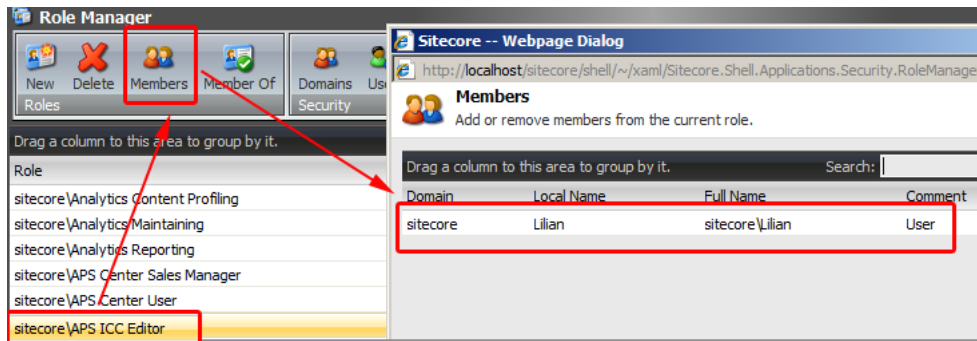 Role Manager
New Delete Members Member Of Domains
Roles Security
Drag a column to this area to group by it.
Role
sitecore\Analytics Content Profiling
sitecore\Analytics Maintaining
sitecore\Analytics Reporting
sitecore\APS Center Sales Manager
sitecore\APS Center User
sitecore\APS ICC Editor
Sitecore -- Webpage Dialog
http://localhost/sitecore/shell/~/xaml/Sitecore.Shell.Applications.Security.RoleManage
Members
Add or remove members from the current role.
Drag a column to this area to group by it. Search:
Domain Local Name Full Name Comment
sitecore Lilian sitecore\Lilian User